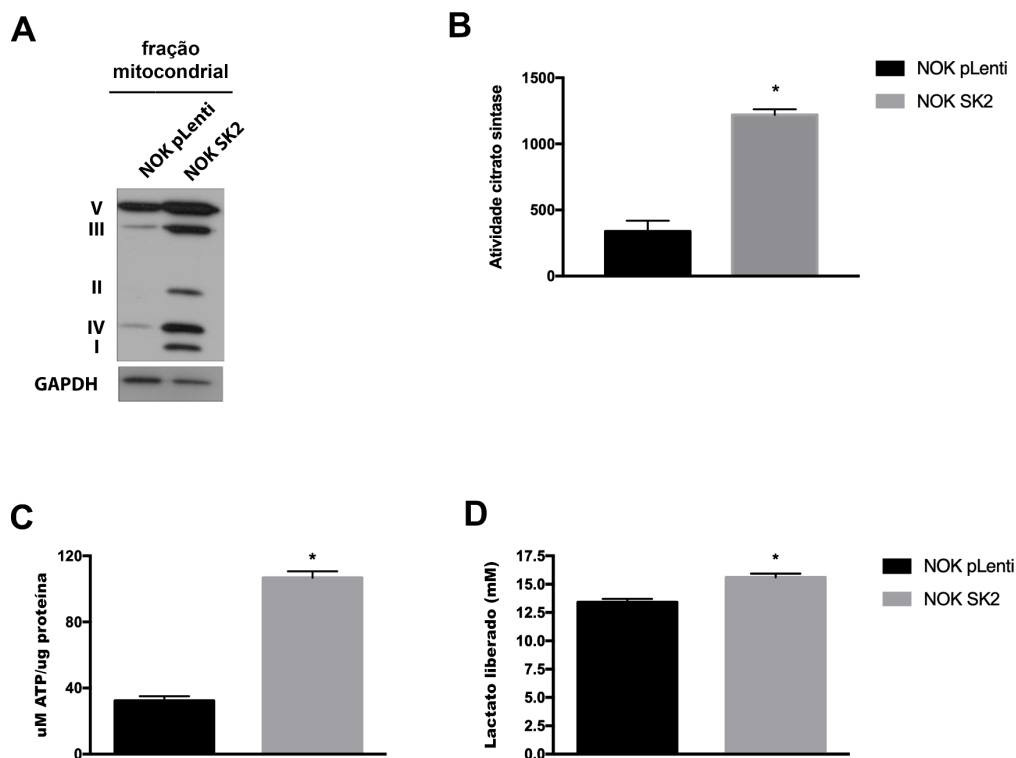 A
fração
mitocondrial
NOK pLenti
NOK SK2
V
III
II
IV
I
GAPDH
B
Atividade citrato sintase
1500
1000
500
0
*
NOK pLenti
NOK SK2
C
uM ATP/ug proteína
120
80
40
0
*
D
Lactato liberado (mM)
17.5
15.0
12.5
10.0
7.5
5.0
2.5
0.0
*
NOK pLenti
NOK SK2